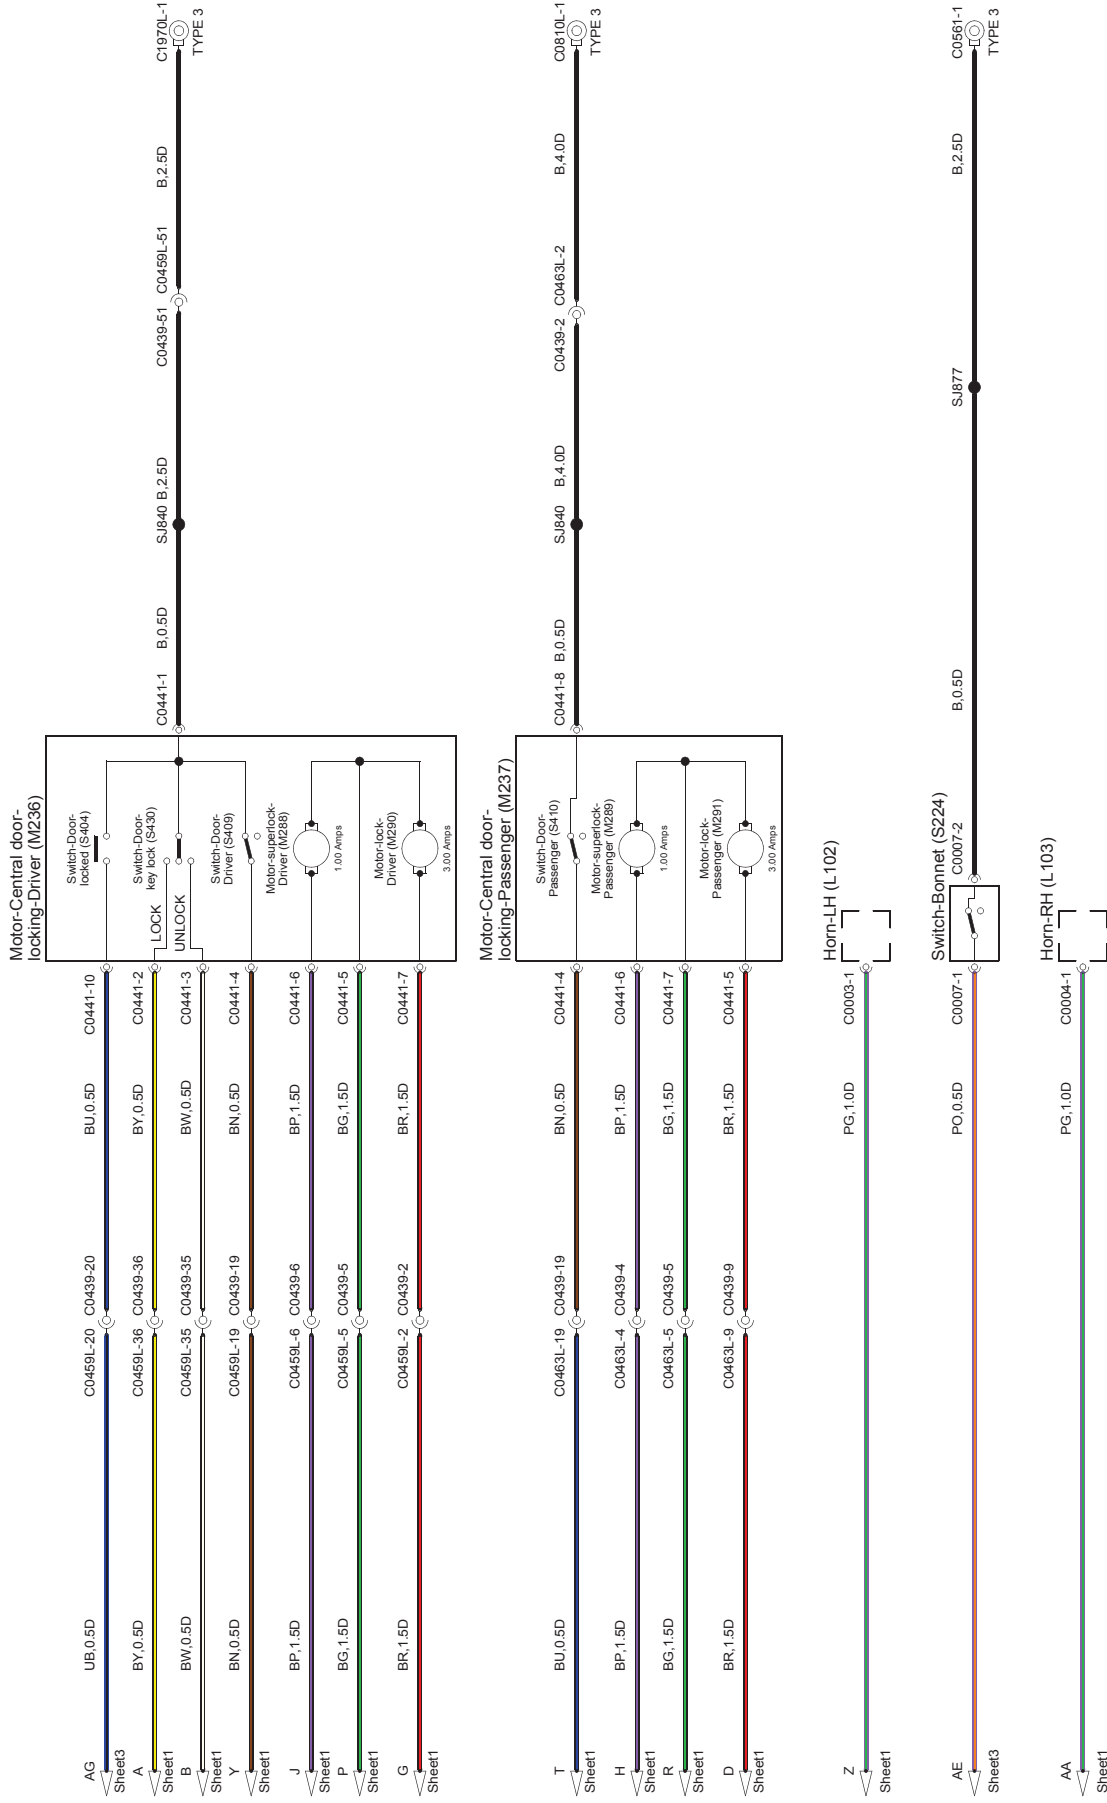 Motor-Central door-
locking-Driver (M236)
Switch-Door-
locked (S404)
Switch-Door-
key lock (S430)
LOCK
UNLOCK
Switch-Door-
Driver (S409)
Motor-superlock-
Driver (M288)
1.00 Amps
Motor-lock-
Driver (M290)
3.00 Amps
AG
Sheet3
UB,0.5D
C0459L-20
C0439-20
BU,0.5D
C0441-10
A
Sheet1
BY,0.5D
C0459L-36
C0439-36
BY,0.5D
C0441-2
B
Sheet1
BW,0.5D
C0459L-35
C0439-35
BW,0.5D
C0441-3
Y
Sheet1
BN,0.5D
C0459L-19
C0439-19
BN,0.5D
C0441-4
J
Sheet1
BP,1.5D
C0459L-6
C0439-6
BP,1.5D
C0441-6
P
Sheet1
BG,1.5D
C0459L-5
C0439-5
BG,1.5D
C0441-5
G
Sheet1
BR,1.5D
C0459L-2
C0439-2
BR,1.5D
C0441-7
C0441-1
B,0.5D
SJ840
B,2.5D
C0439-51
C0459L-51
B,2.5D
C1970L-1
TYPE 3
Motor-Central door-
locking-Passenger (M237)
Switch-Door-
Passenger (S410)
Motor-superlock-
Passenger (M289)
1.00 Amps
Motor-lock-
Passenger (M291)
3.00 Amps
T
Sheet1
BU,0.5D
C0463L-19
C0439-19
BN,0.5D
C0441-4
H
Sheet1
BP,1.5D
C0463L-4
C0439-4
BP,1.5D
C0441-6
R
Sheet1
BG,1.5D
C0463L-5
C0439-5
BG,1.5D
C0441-7
D
Sheet1
BR,1.5D
C0463L-9
C0439-9
BR,1.5D
C0441-5
C0441-8
B,0.5D
SJ840
B,4.0D
C0439-2
C0463L-2
B,4.0D
C0810L-1
TYPE 3
Horn-LH (L102)
Z
Sheet1
PG,1.0D
C0003-1
Switch-Bonnet (S224)
AE
Sheet3
PO,0.5D
C0007-1
C0007-2
B,0.5D
SJ877
B,2.5D
C0561-1
TYPE 3
Horn-RH (L103)
AA
Sheet1
PG,1.0D
C0004-1